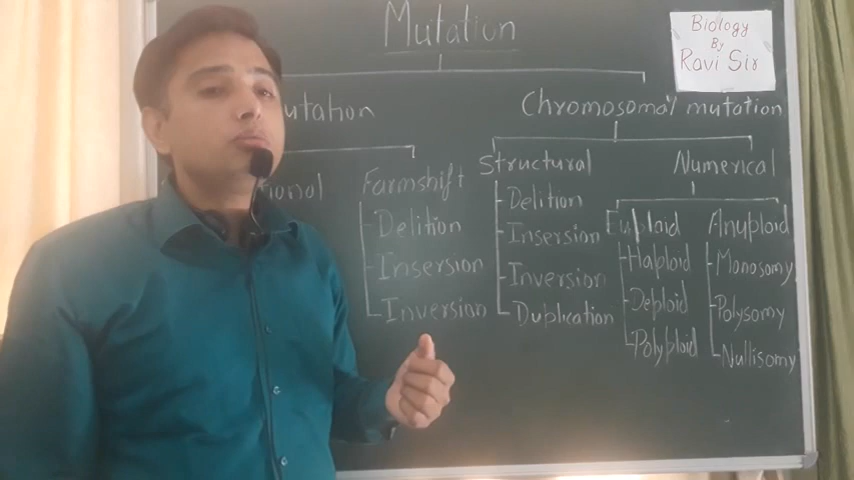 Mutation
Biology
By
Ravi Sir
utation
Chromosomal mutation
ional
Farmshift
Delition
Insersion
Inversion
Structural
Delition
Insersion
Inversion
Duplication
Numerical
Euploid
Haploid
Deploid
Polyploid
Anuploid
Monosomy
Polysomy
Nullisomy